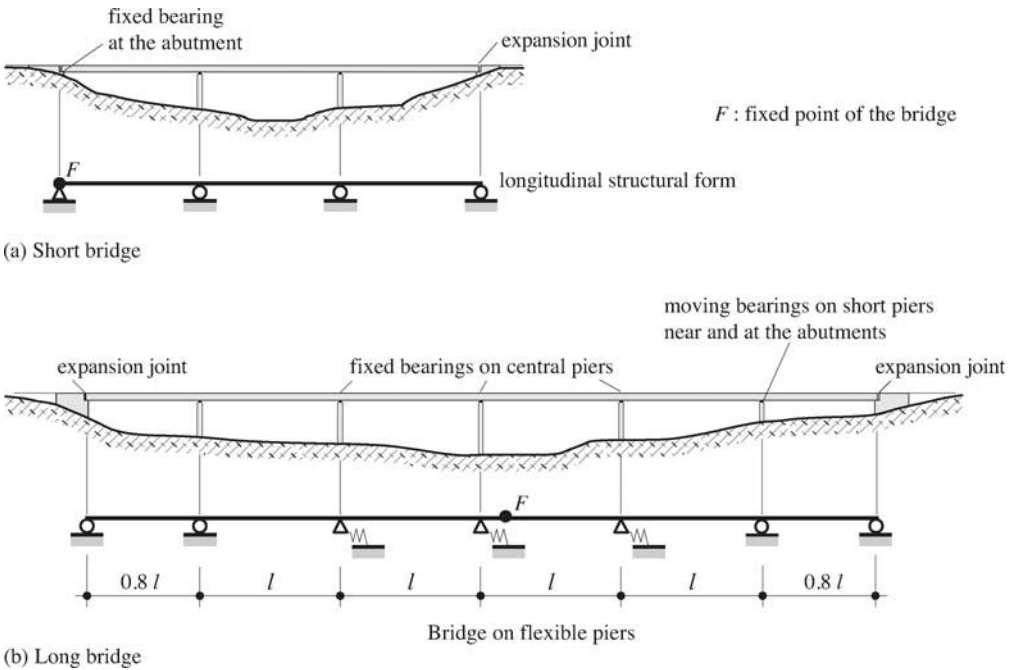 fixed bearing
at the abutment
expansion joint
F : fixed point of the bridge
F
longitudinal structural form
(a) Short bridge
moving bearings on short piers
near and at the abutments
expansion joint
fixed bearings on central piers
expansion joint
F
0.8 l
l
l
l
l
0.8 l
Bridge on flexible piers
(b) Long bridge